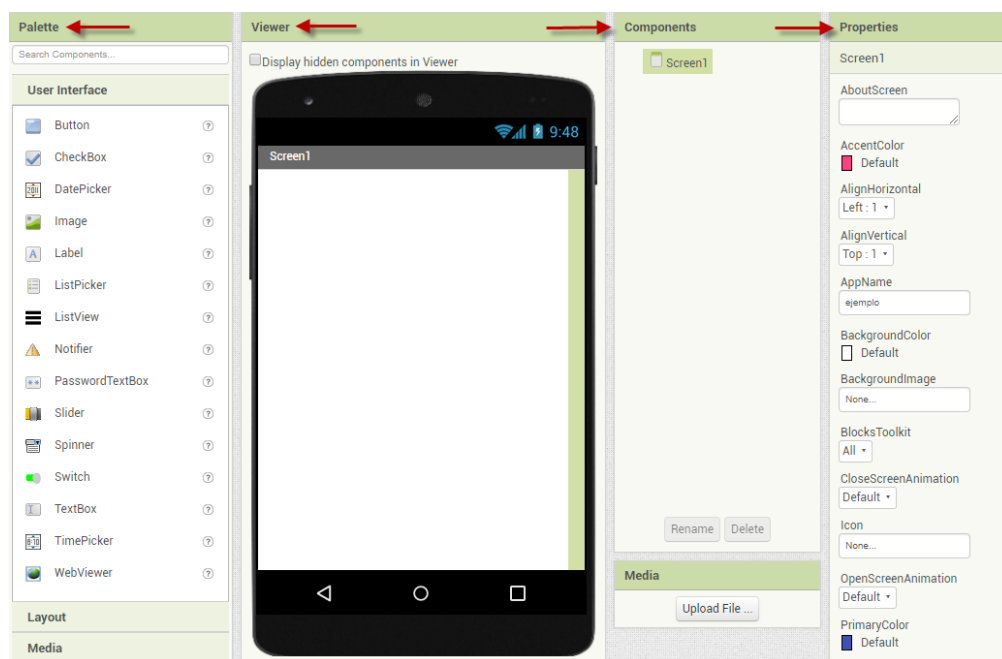 Palette
Search Components...
User Interface
Button
CheckBox
DatePicker
Image
Label
ListPicker
ListView
Notifier
PasswordTextBox
Slider
Spinner
Switch
TextBox
TimePicker
WebViewer
Layout
Media
Viewer
Display hidden components in Viewer
9:48
Screen1
Components
Screen1
Rename Delete
Media
Upload File ...
Properties
Screen1
AboutScreen
AccentColor
Default
AlignHorizontal
Left : 1
AlignVertical
Top : 1
AppName
ejemplo
BackgroundColor
Default
BackgroundImage
None...
BlocksToolkit
All
CloseScreenAnimation
Default
Icon
None...
OpenScreenAnimation
Default
PrimaryColor
Default